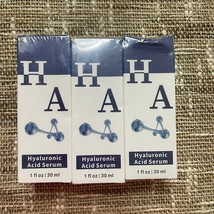 H
A
Hyaluronic
Acid Serum
1 fl oz | 30 ml
H
A
Hyaluronic
Acid Serum
1 fl oz | 30 ml
H
A
Hyaluronic
Acid Serum
1 fl oz | 30 ml